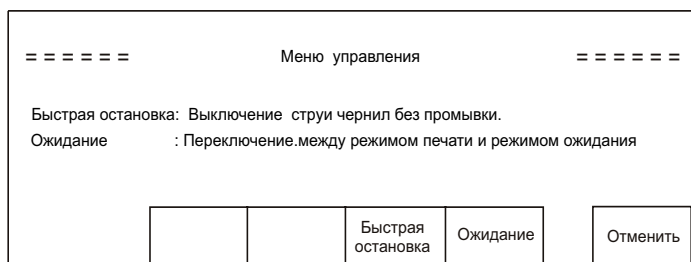 = = = = = = Меню управления = = = = = =
Быстрая остановка: Выключение струи чернил без промывки.
Ожидание : Переключение.между режимом печати и режимом ожидания
Быстрая
остановка
Ожидание
Отменить